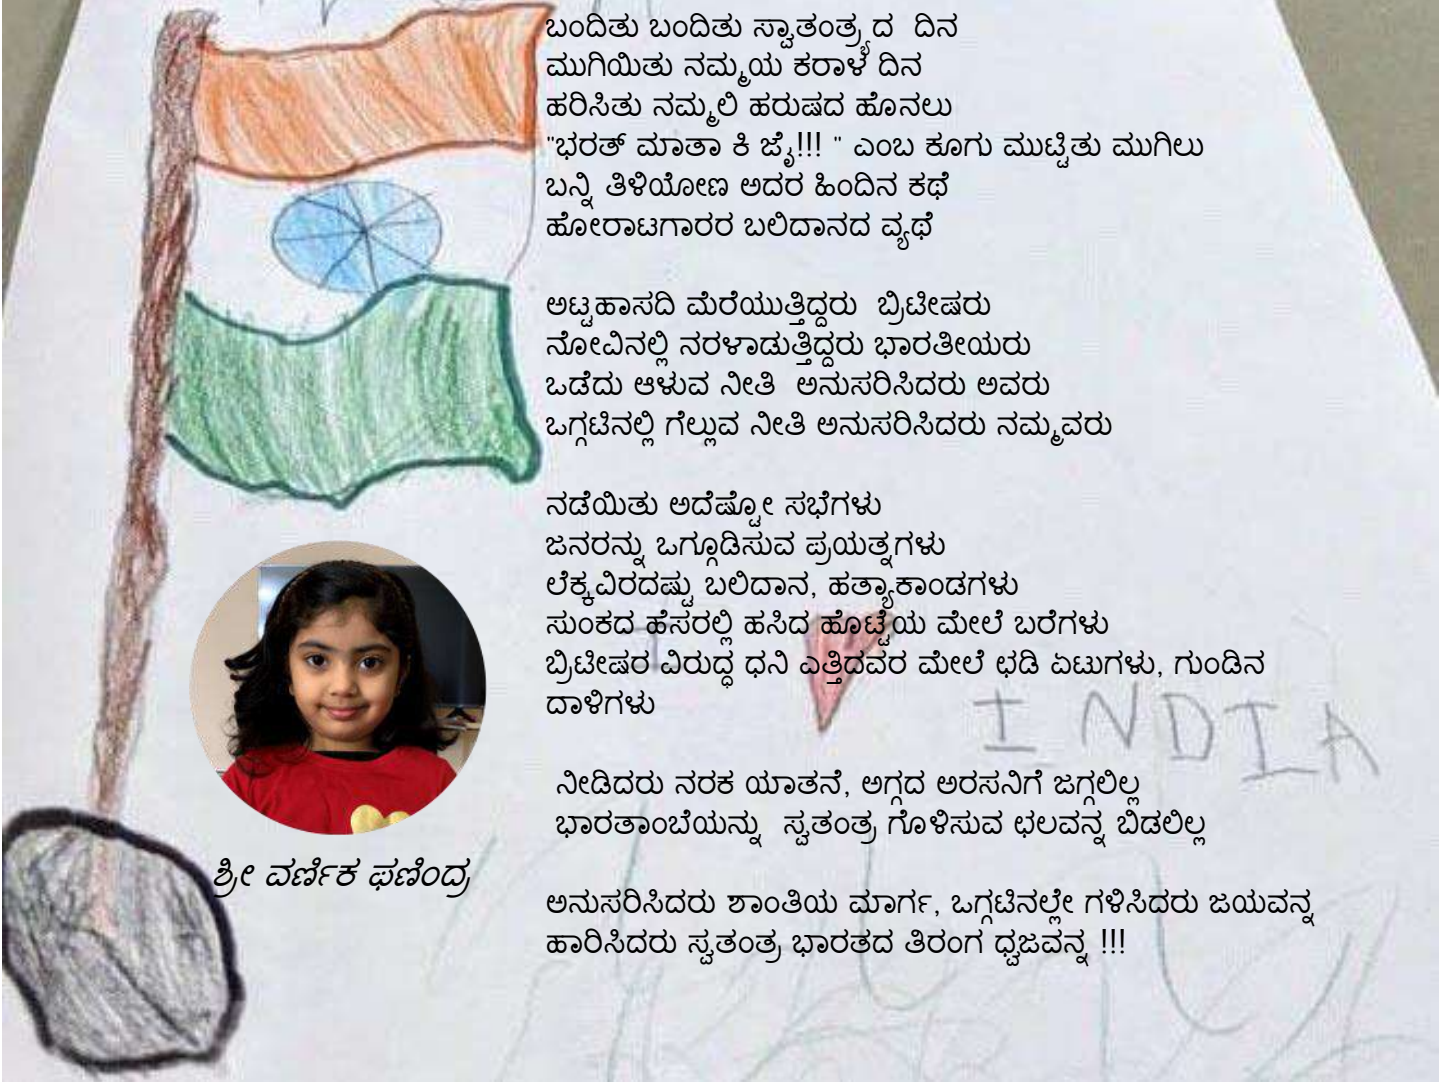 ಬಂದಿತು ಬಂದಿತು ಸ್ವಾತಂತ್ರ್ಯದ ದಿನ
ಮುಗಿಯಿತು ನಮ್ಮಯ ಕರಾಳ ದಿನ
ಹರಿಸಿತು ನಮ್ಮಲಿ ಹರುಷದ ಹೊನಲು
"ಭರತ್ ಮಾತಾ ಕಿ ಜೈ!!! " ಎಂಬ ಕೂಗು ಮುಟ್ಟಿತು ಮುಗಿಲು
ಬನ್ನಿ ತಿಳಿಯೋಣ ಅದರ ಹಿಂದಿನ ಕಥೆ
ಹೋರಾಟಗಾರರ ಬಲಿದಾನದ ವ್ಯಥೆ
ಅಟ್ಟಹಾಸದಿ ಮೆರೆಯುತ್ತಿದ್ದರು ಬ್ರಿಟೀಷರು
ನೋವಿನಲ್ಲಿ ನರಳಾಡುತ್ತಿದ್ದರು ಭಾರತೀಯರು
ಒಡೆದು ಆಳುವ ನೀತಿ ಅನುಸರಿಸಿದರು ಅವರು
ಒಗ್ಗಟಿನಲ್ಲಿ ಗೆಲ್ಲುವ ನೀತಿ ಅನುಸರಿಸಿದರು ನಮ್ಮವರು
ನಡೆಯಿತು ಅದೆಷ್ಟೋ ಸಭೆಗಳು
ಜನರನ್ನು ಒಗ್ಗೂಡಿಸುವ ಪ್ರಯತ್ನಗಳು
ಲೆಕ್ಕವಿರದಷ್ಟು ಬಲಿದಾನ, ಹತ್ಯಾಕಾಂಡಗಳು
ಸುಂಕದ ಹೆಸರಲ್ಲಿ ಹಸಿದ ಹೊಟ್ಟೆಯ ಮೇಲೆ ಬರೆಗಳು
ಬ್ರಿಟೀಷರ ವಿರುದ್ಧ ಧನಿ ಎತ್ತಿದವರ ಮೇಲೆ ಛಡಿ ಏಟುಗಳು, ಗುಂಡಿನ
ದಾಳಿಗಳು
I
INDIA
ನೀಡಿದರು ನರಕ ಯಾತನೆ, ಅಗ್ಗದ ಅರಸನಿಗೆ ಜಗ್ಗಲಿಲ್ಲ
ಭಾರತಾಂಬೆಯನ್ನು ಸ್ವತಂತ್ರ ಗೊಳಿಸುವ ಛಲವನ್ನ ಬಿಡಲಿಲ್ಲ
ಶ್ರೀ ವರ್ಣಿಕ ಫಣಿಂದ್ರ
ಅನುಸರಿಸಿದರು ಶಾಂತಿಯ ಮಾರ್ಗ, ಒಗ್ಗಟಿನಲ್ಲೇ ಗಳಿಸಿದರು ಜಯವನ್ನ
ಹಾರಿಸಿದರು ಸ್ವತಂತ್ರ ಭಾರತದ ತಿರಂಗ ಧ್ವಜವನ್ನ !!!